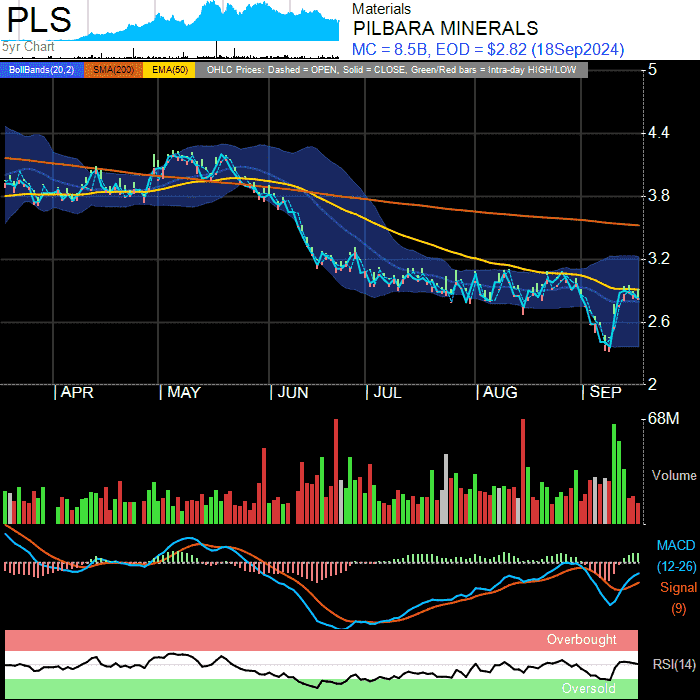 PLS
5yr Chart
Materials
PILBARA MINERALS
MC = 8.5B, EOD = $2.82 (18Sep2024)
BollBands(20,2) SMA(200) EMA(50) OHLC Prices: Dashed = OPEN, Solid = CLOSE, Green/Red bars = Intra-day HIGH/LOW
5
4.4
3.8
3.2
2.6
2
APR MAY JUN JUL AUG SEP
68M
Volume
MACD
(12-26)
Signal
(9)
Overbought
RSI(14)
Oversold